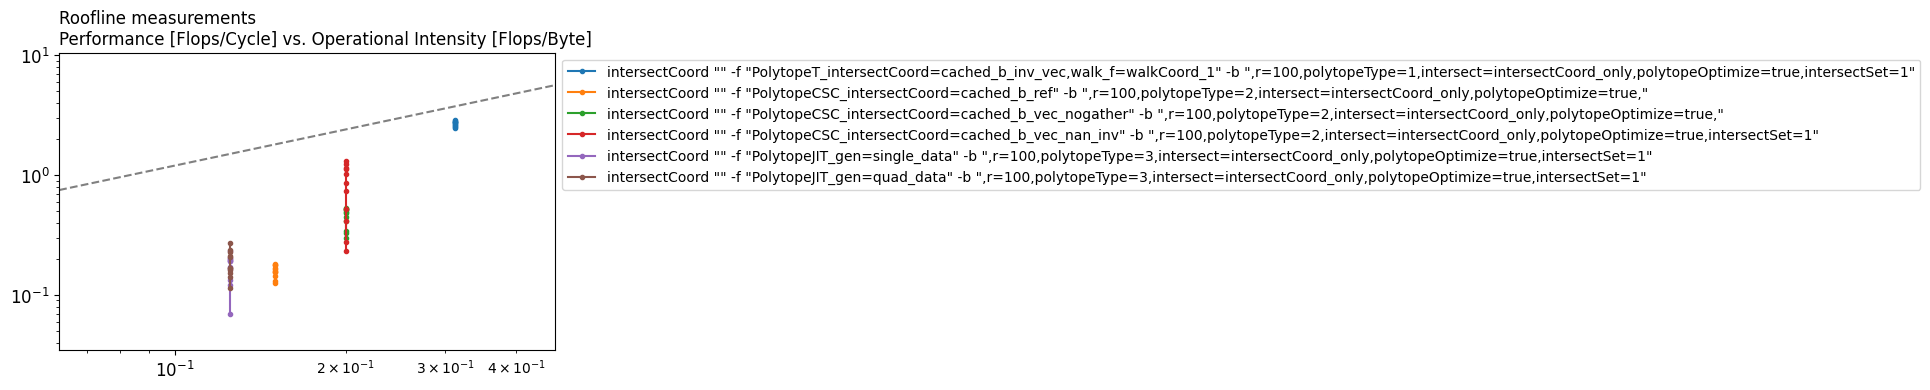 Roofline measurements
Performance [Flops/Cycle] vs. Operational Intensity [Flops/Byte]
10^1
10^0
10^-1
10^-1
2 × 10^-1
3 × 10^-1
4 × 10^-1
intersectCoord "" -f "PolytopeT_intersectCoord=cached_b_inv_vec,walk_f=walkCoord_1" -b ",r=100,polytopeType=1,intersect=intersectCoord_only,polytopeOptimize=true,intersectSet=1"
intersectCoord "" -f "PolytopeCSC_intersectCoord=cached_b_ref" -b ",r=100,polytopeType=2,intersect=intersectCoord_only,polytopeOptimize=true,"
intersectCoord "" -f "PolytopeCSC_intersectCoord=cached_b_vec_nogather" -b ",r=100,polytopeType=2,intersect=intersectCoord_only,polytopeOptimize=true,"
intersectCoord "" -f "PolytopeCSC_intersectCoord=cached_b_vec_nan_inv" -b ",r=100,polytopeType=2,intersect=intersectCoord_only,polytopeOptimize=true,intersectSet=1"
intersectCoord "" -f "PolytopeJIT_gen=single_data" -b ",r=100,polytopeType=3,intersect=intersectCoord_only,polytopeOptimize=true,intersectSet=1"
intersectCoord "" -f "PolytopeJIT_gen=quad_data" -b ",r=100,polytopeType=3,intersect=intersectCoord_only,polytopeOptimize=true,intersectSet=1"